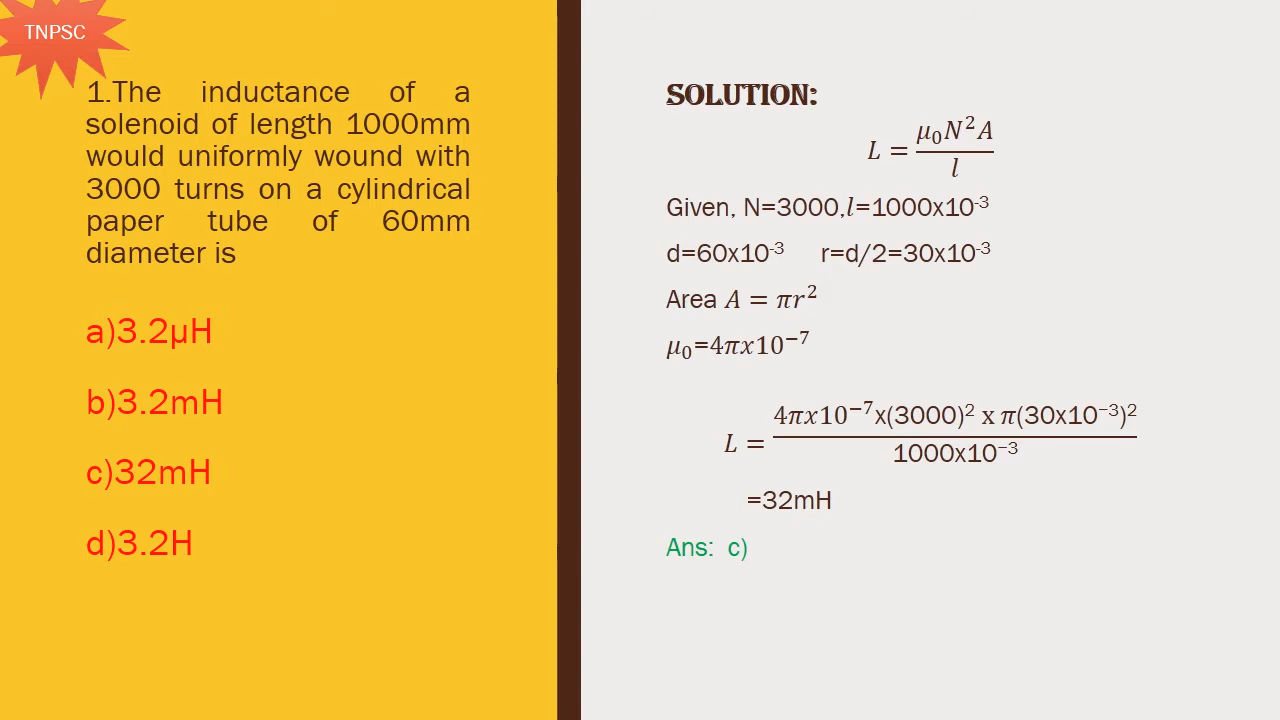 TNPSC
1.The inductance of a
solenoid of length 1000mm
would uniformly wound with
3000 turns on a cylindrical
paper tube of 60mm
diameter is
a)3.2µH
b)3.2mH
c)32mH
d)3.2H
SOLUTION:
L = μ₀N²A / l
Given, N=3000,l=1000x10⁻³
d=60x10⁻³ r=d/2=30x10⁻³
Area A = πr²
μ₀=4πx10⁻⁷
L = 4πx10⁻⁷x(3000)² x π(30x10⁻³)² / 1000x10⁻³
=32mH
Ans: c)